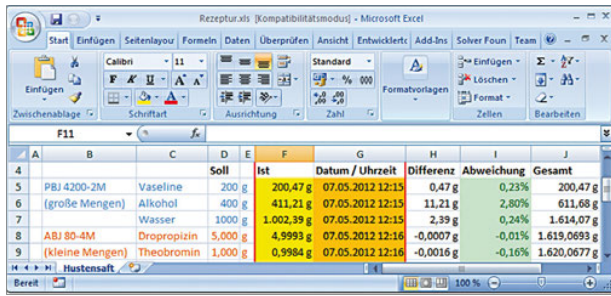 Rezeptur.xls [Kompatibilitätsmodus] - Microsoft Excel
Start Einfügen Seitenlayout Formeln Daten Überprüfen Ansicht Entwicklertc Add-Ins Solver Foun Team
Calibri 11 Standard Einfügen Σ
Einfügen F K U A A % 000 Formatvorlagen Löschen
Format
Zwischenablage Schriftart Ausrichtung Zahl Zellen Bearbeiten
F11 fx
A B C D E F G H I J
4 Soll Ist Datum / Uhrzeit Differenz Abweichung Gesamt
5 PBJ 4200-2M Vaseline 200 g 200,47 g 07.05.2012 12:15 0,47 g 0,23% 200,47 g
6 (große Mengen) Alkohol 400 g 411,21 g 07.05.2012 12:15 11,21 g 2,80% 611,68 g
7 Wasser 1000 g 1.002,39 g 07.05.2012 12:15 2,39 g 0,24% 1.614,07 g
8 ABJ 80-4M Dropropizin 5,000 g 4,9993 g 07.05.2012 12:16 -0,0007 g -0,01% 1.619,0693 g
9 (kleine Mengen) Theobromin 1,000 g 0,9984 g 07.05.2012 12:16 -0,0016 g -0,16% 1.620,0677 g
Hustensaft
Bereit 100 %